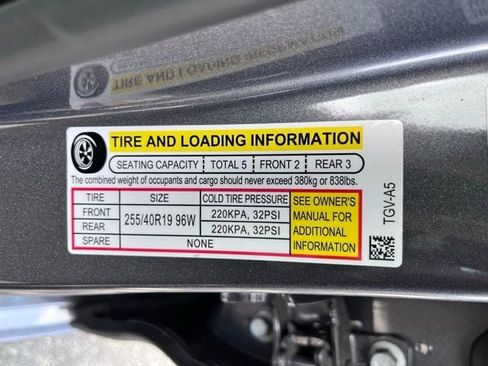 TIRE AND LOADING INFORMATION
SEATING CAPACITY TOTAL 5 FRONT 2 REAR 3
The combined weight of occupants and cargo should never exceed 380kg or 838lbs.
TIRE SIZE COLD TIRE PRESSURE
FRONT 255/40R19 96W 220KPA, 32PSI
REAR 220KPA, 32PSI
SPARE NONE
SEE OWNER'S
MANUAL FOR
ADDITIONAL
INFORMATION
TGV-A5